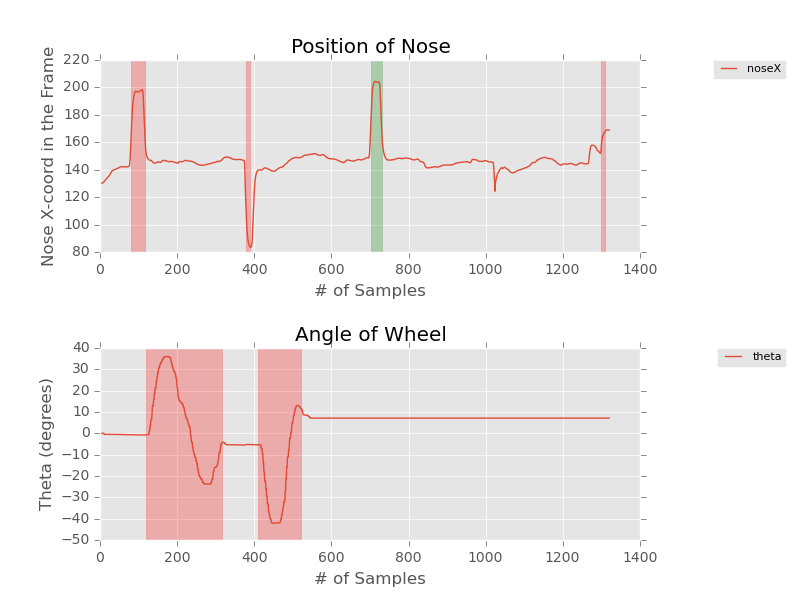 Position of Nose
Nose X-coord in the Frame
220
200
180
160
140
120
100
80
0 200 400 600 800 1000 1200 1400
# of Samples
noseX
Angle of Wheel
Theta (degrees)
40
30
20
10
0
−10
−20
−30
−40
−50
0 200 400 600 800 1000 1200 1400
# of Samples
theta